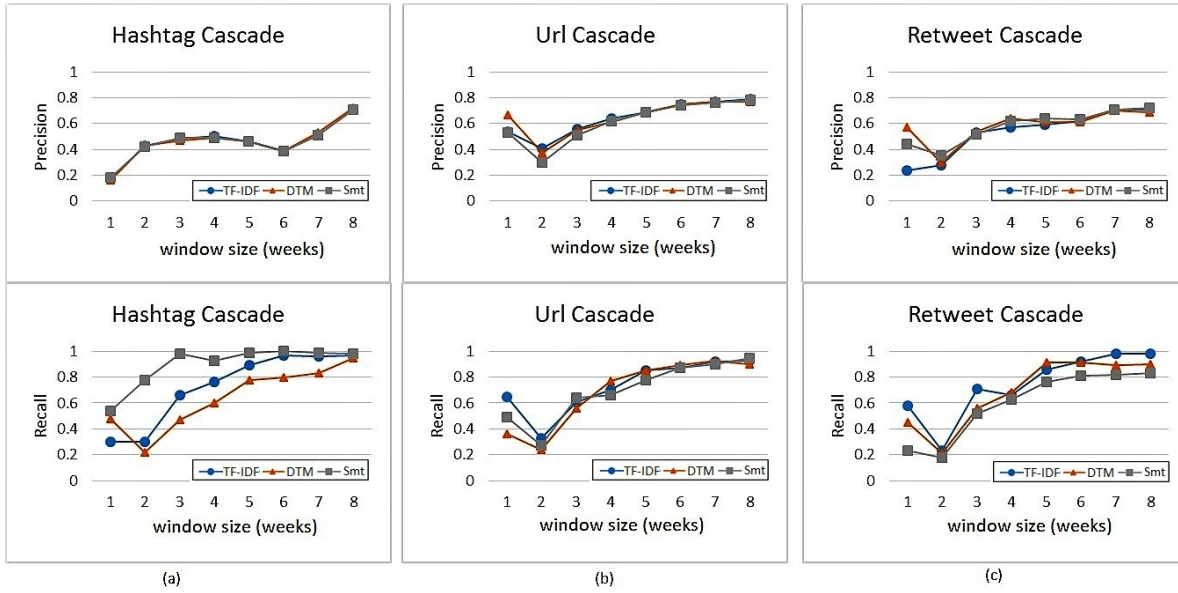 Hashtag Cascade
1
0.8
0.6
0.4
0.2
0
Precision
TF-IDF DTM Smt
1 2 3 4 5 6 7 8
window size (weeks)
Url Cascade
1
0.8
0.6
0.4
0.2
0
Precision
TF-IDF DTM Smt
1 2 3 4 5 6 7 8
window size (weeks)
Retweet Cascade
1
0.8
0.6
0.4
0.2
0
Precision
TF-IDF DTM Smt
1 2 3 4 5 6 7 8
window size (weeks)
Hashtag Cascade
1
0.8
0.6
0.4
0.2
0
Recall
TF-IDF DTM Smt
1 2 3 4 5 6 7 8
window size (weeks)
Url Cascade
1
0.8
0.6
0.4
0.2
0
Recall
TF-IDF DTM Smt
1 2 3 4 5 6 7 8
window size (weeks)
Retweet Cascade
1
0.8
0.6
0.4
0.2
0
Recall
TF-IDF DTM Smt
1 2 3 4 5 6 7 8
window size (weeks)
(a) (b) (c)